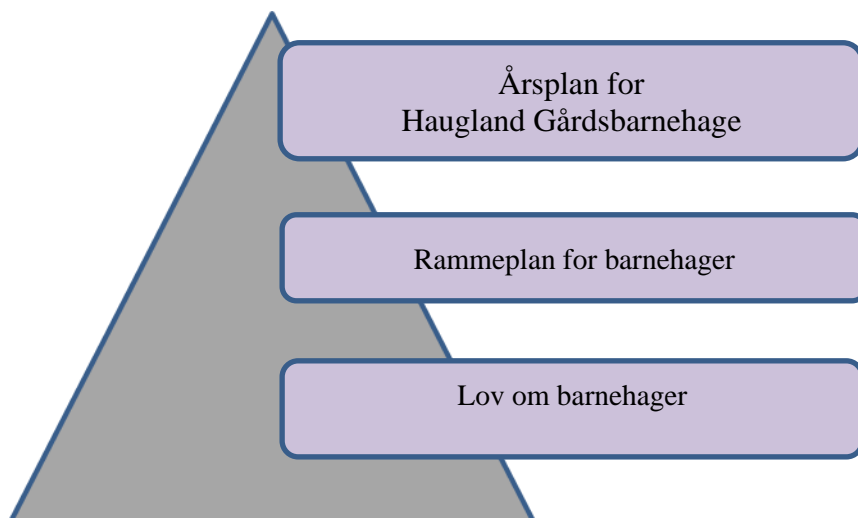 Årsplan for
Haugland Gårdsbarnehage
Rammeplan for barnehager
Lov om barnehager